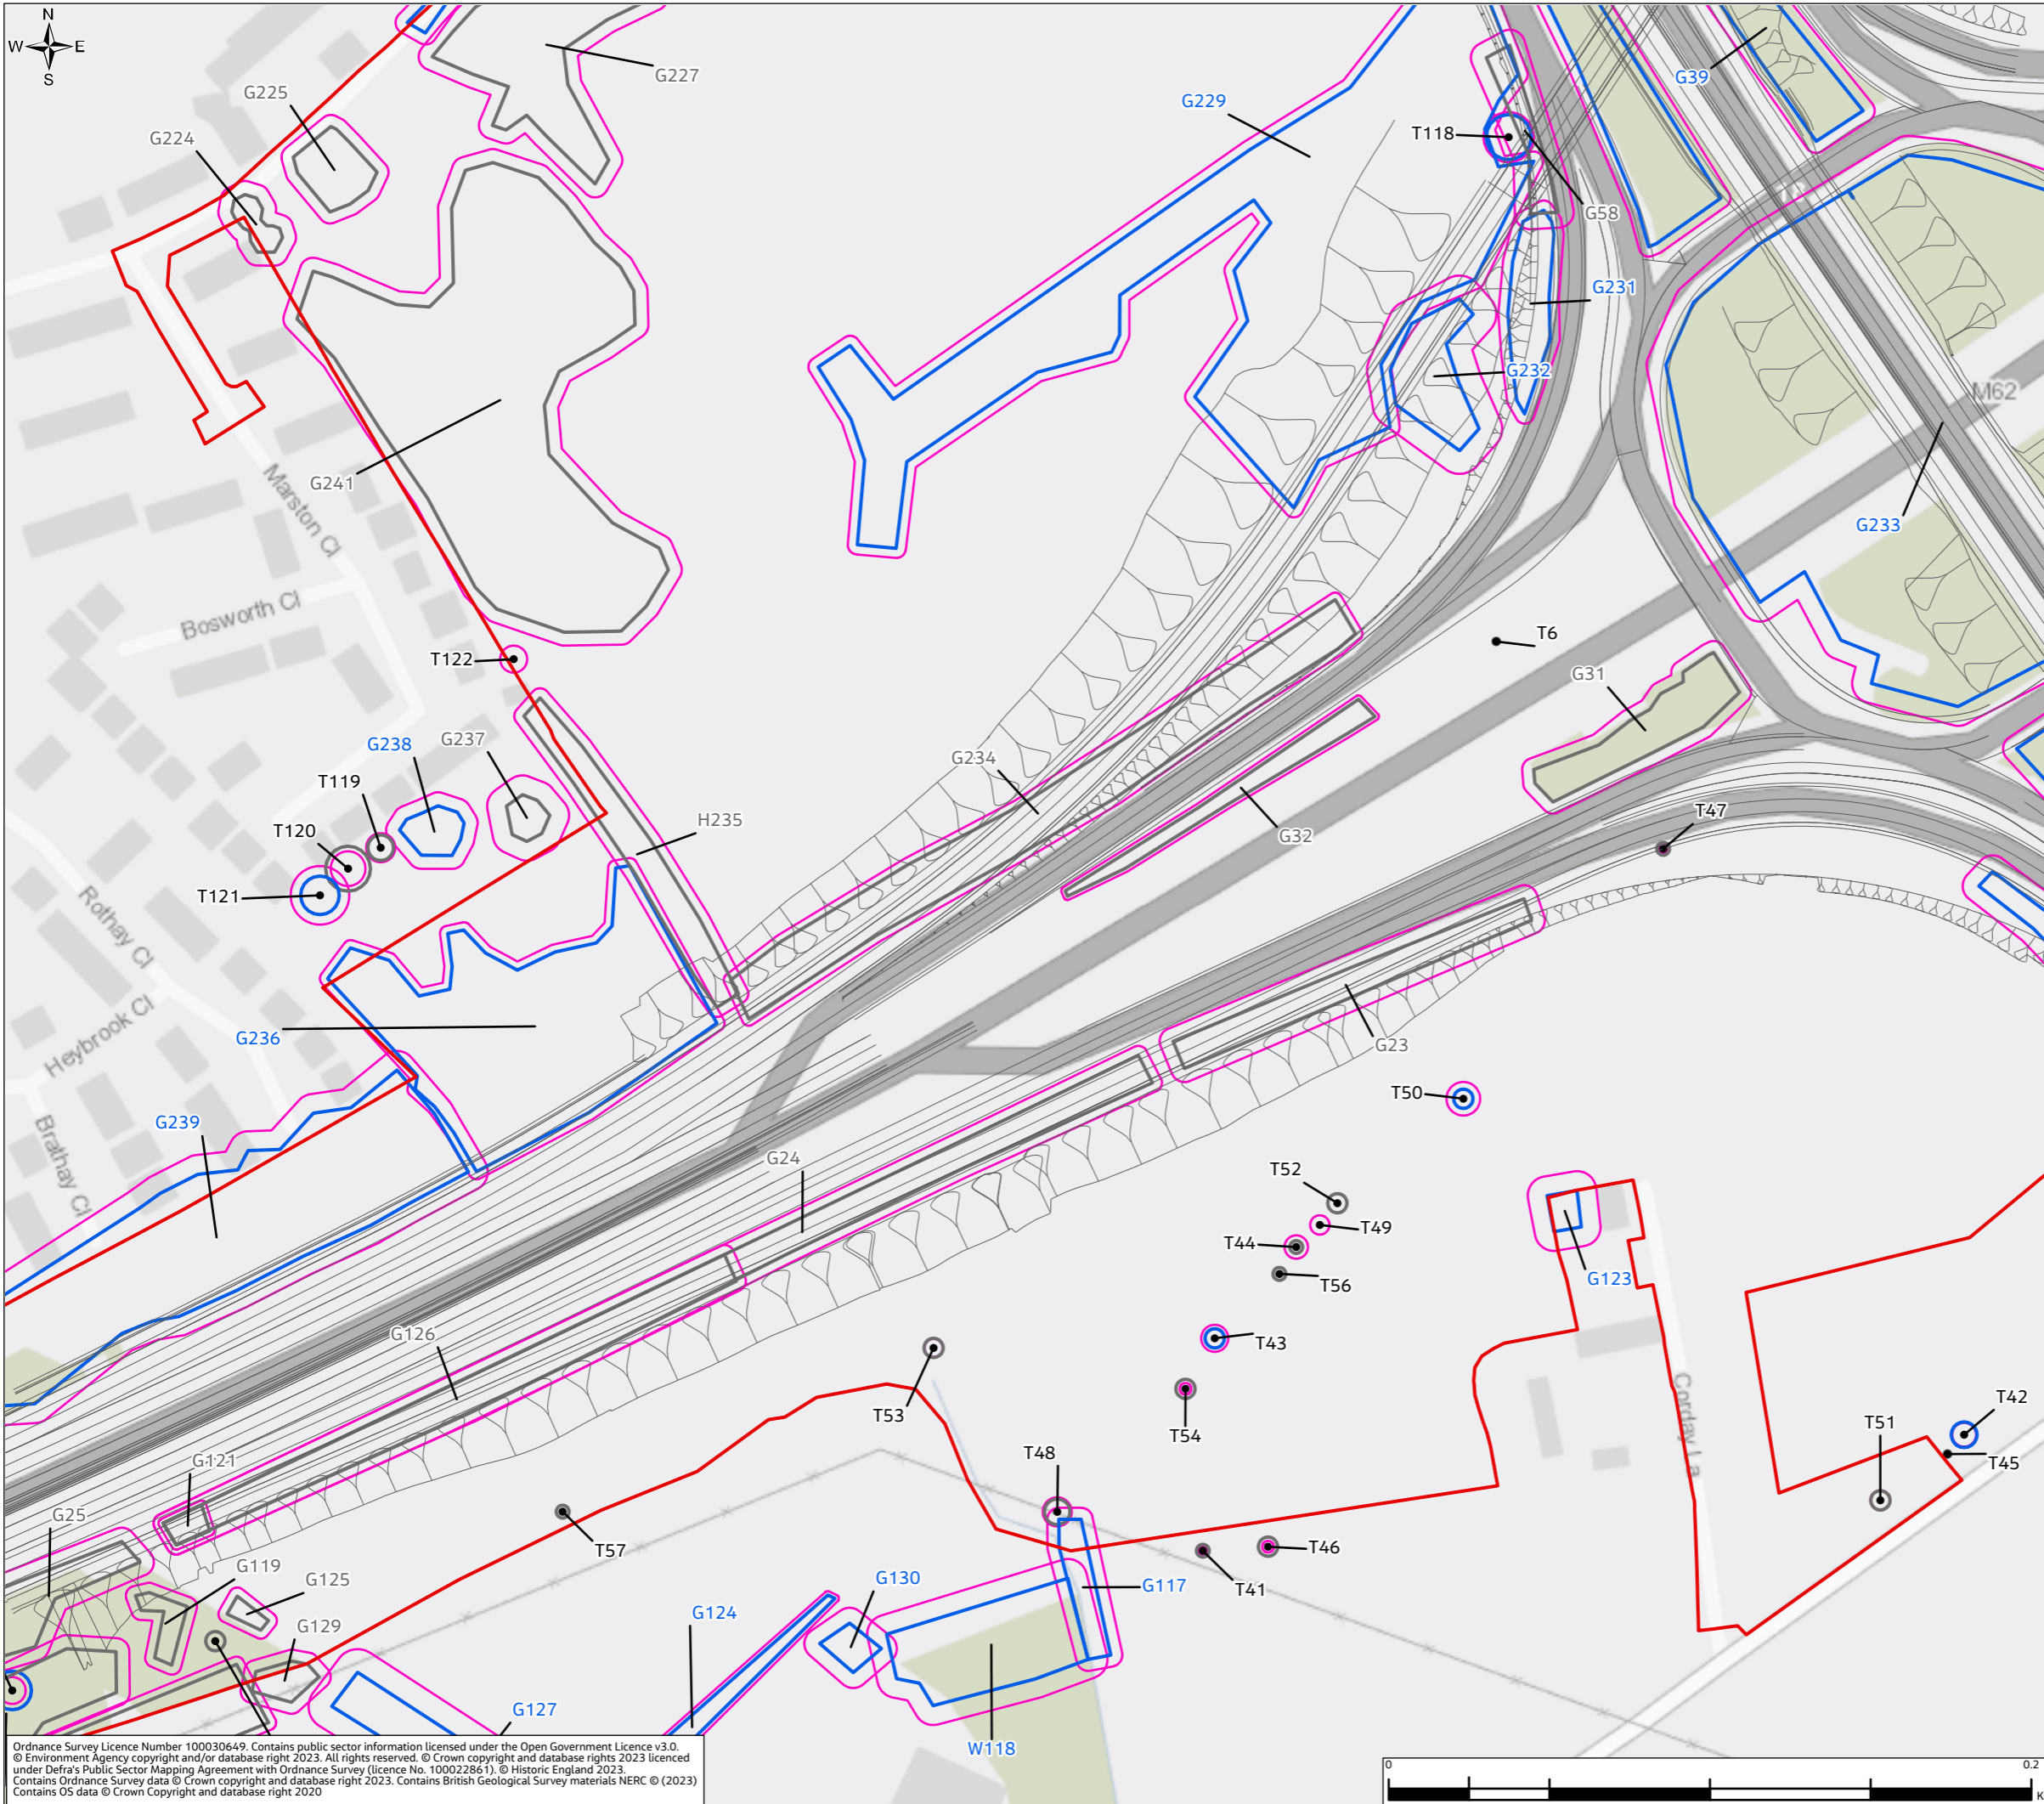 N
W E
S
G227
G225
G224
G229
G39
T118
G58
G231
M62
G232
G241
G233
Marston Cl
Bosworth Cl
T122
T6
G31
G238
G237
G234
T119
T120
H235
G32
T47
T121
Rothay Cl
Heybrook Cl
G236
G23
T50
G239
Brathay Cl
G24
T52
T49
T44
T56
G123
G126
T43
Corday La
T53
T54
T42
T51
T45
G121
T48
G25
T57
T46
G119
G125
T41
G130
G117
G124
G129
G127
W118
Ordnance Survey Licence Number 100030649. Contains public sector information licensed under the Open Government Licence v3.0.
© Environment Agency copyright and/or database right 2023. All rights reserved. © Crown copyright and database rights 2023 licenced
under Defra's Public Sector Mapping Agreement with Ordnance Survey (licence No. 100022861). © Historic England 2023.
Contains Ordnance Survey data © Crown copyright and database right 2023. Contains British Geological Survey materials NERC © (2023)
Contains OS data © Crown Copyright and database right 2020
0 0.2